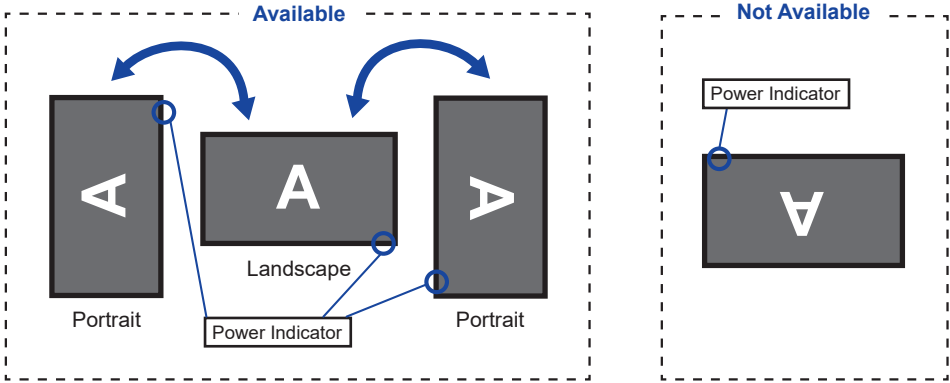 Available
Not Available
Power Indicator
A
A
A
A
Landscape
Portrait
Power Indicator
Portrait